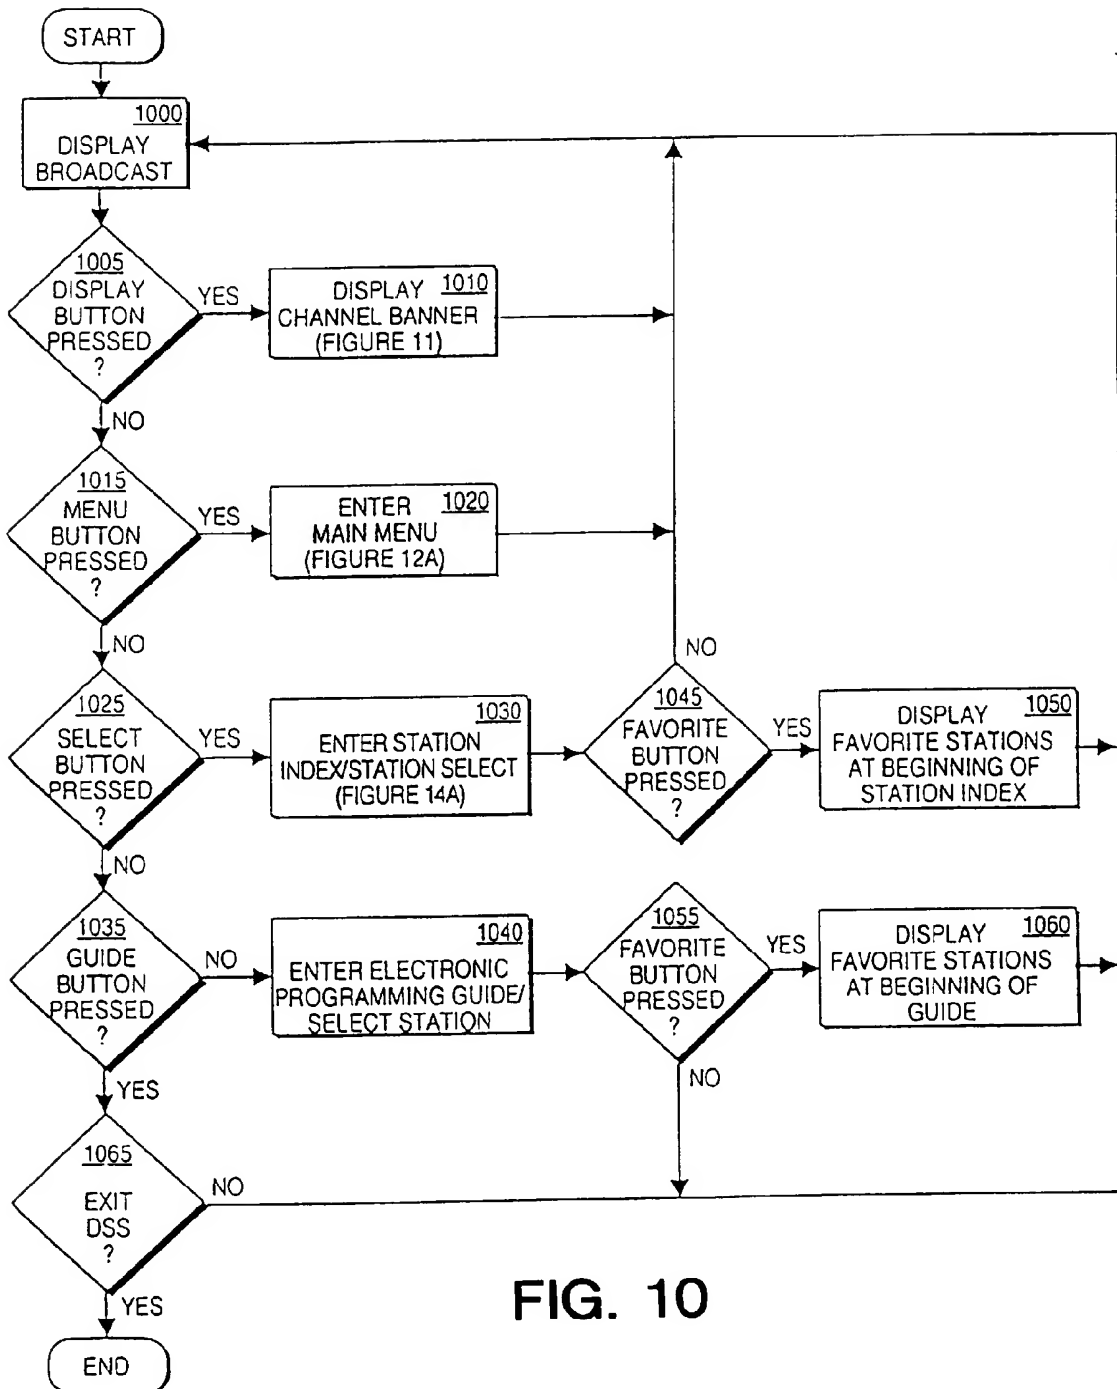 START
1000
DISPLAY
BROADCAST
1005
DISPLAY
BUTTON
PRESSED
?
YES
1010
DISPLAY
CHANNEL BANNER
(FIGURE 11)
NO
1015
MENU
BUTTON
PRESSED
?
YES
1020
ENTER
MAIN MENU
(FIGURE 12A)
NO
1025
SELECT
BUTTON
PRESSED
?
YES
1030
ENTER STATION
INDEX/STATION SELECT
(FIGURE 14A)
NO
1045
FAVORITE
BUTTON
PRESSED
?
YES
1050
DISPLAY
FAVORITE STATIONS
AT BEGINNING OF
STATION INDEX
NO
1035
GUIDE
BUTTON
PRESSED
?
NO
1040
ENTER ELECTRONIC
PROGRAMMING GUIDE/
SELECT STATION
1055
FAVORITE
BUTTON
PRESSED
?
YES
1060
DISPLAY
FAVORITE STATIONS
AT BEGINNING OF
GUIDE
NO
YES
1065
EXIT
DSS
?
NO
YES
END
FIG. 10